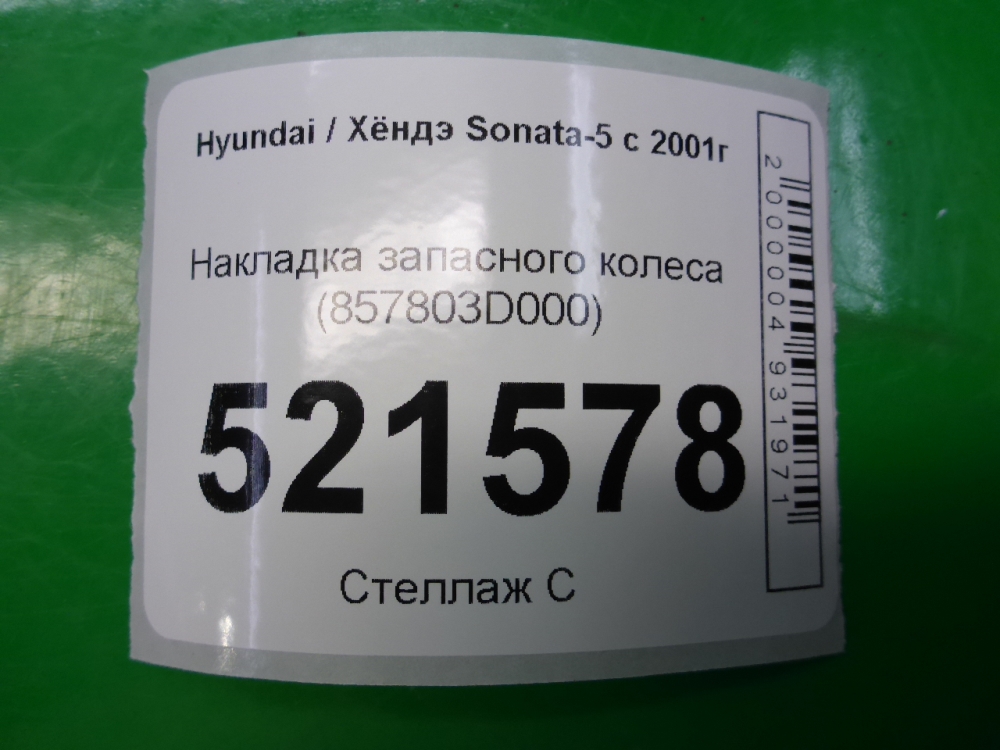 Hyundai / Хёндэ Sonata-5 с 2001г
Накладка запасного колеса
(857803D000)
521578
Стеллаж С
2000004931971